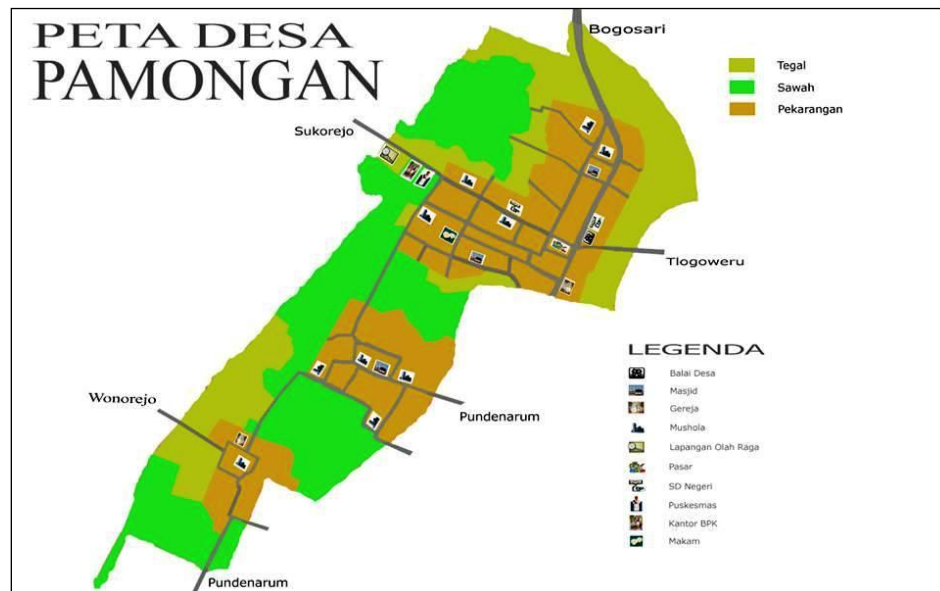 PETA DESA
PAMONGAN
Bogosari
Tegal
Sawah
Pekarangan
Sukorejo
Tlogoweru
LEGENDA
Balai Desa
Masjid
Gereja
Mushola
Lapangan Olah Raga
Pasar
SD Negeri
Puskesmas
Kantor BPK
Makam
Wonorejo
Pundenarum
Pundenarum